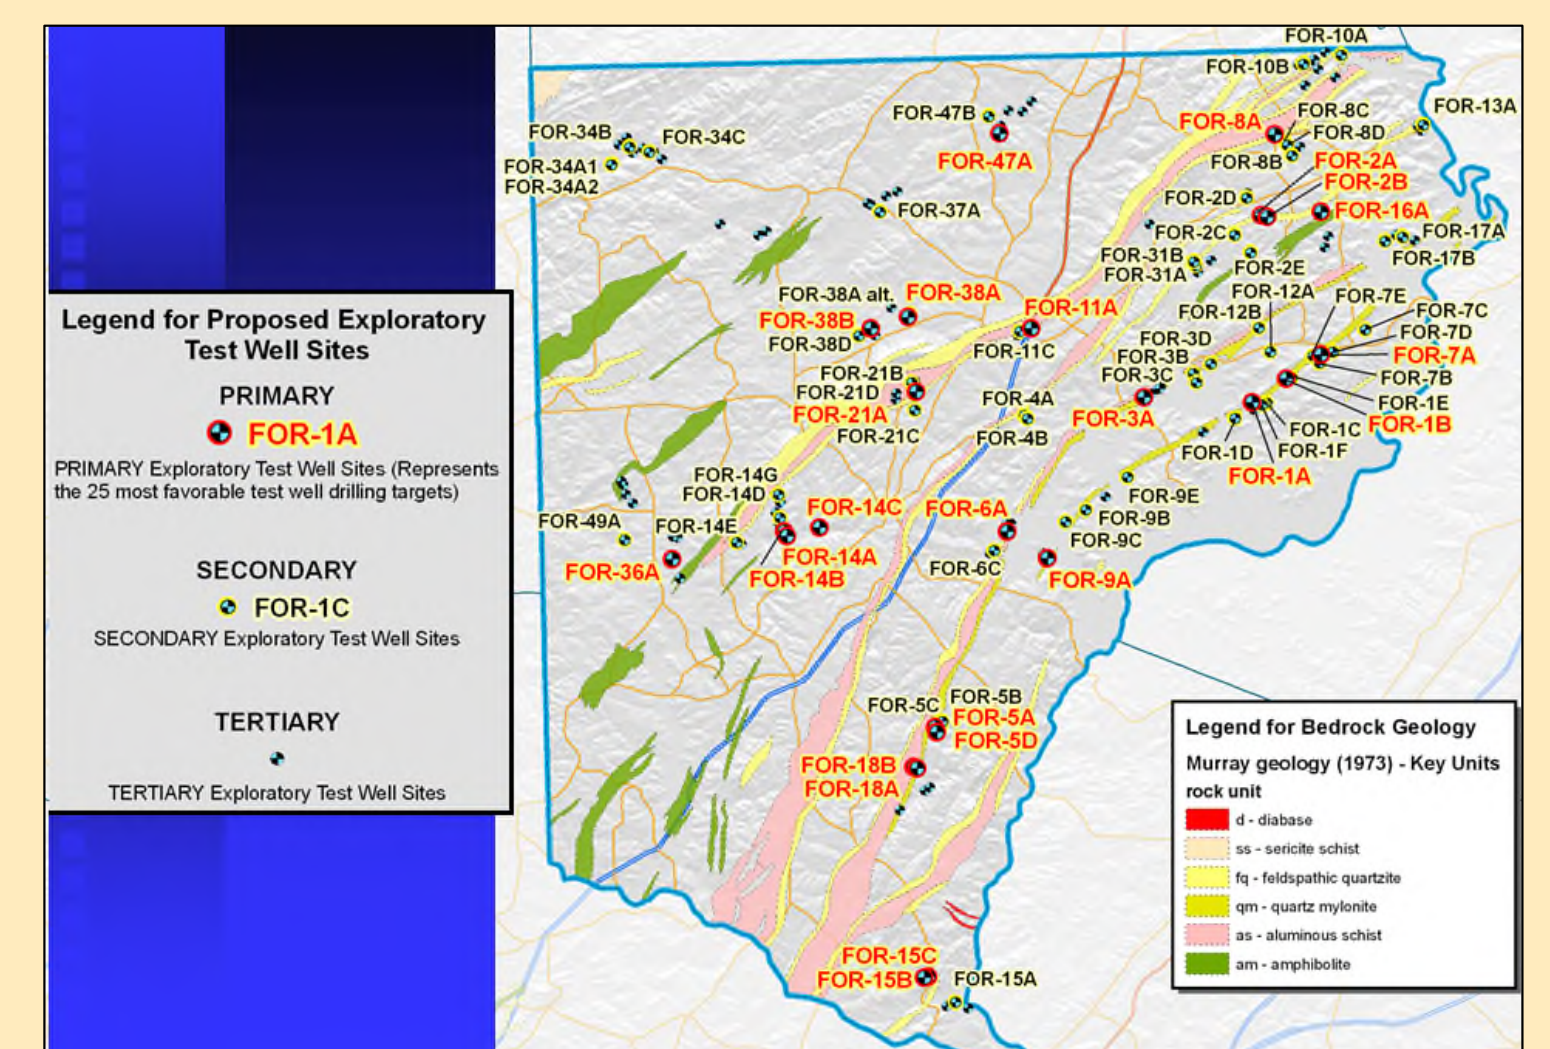 Legend for Proposed Exploratory
Test Well Sites
PRIMARY
FOR-1A
PRIMARY Exploratory Test Well Sites (Represents
the 25 most favorable test well drilling targets)
SECONDARY
FOR-1C
SECONDARY Exploratory Test Well Sites
TERTIARY
TERTIARY Exploratory Test Well Sites
FOR-10A
FOR-10B
FOR-13A
FOR-47B
FOR-47A
FOR-8A
FOR-8C
FOR-8D
FOR-8B
FOR-34B
FOR-34C
FOR-34A1
FOR-34A2
FOR-2A
FOR-2B
FOR-2D
FOR-16A
FOR-37A
FOR-2C
FOR-17A
FOR-17B
FOR-31B
FOR-31A
FOR-2E
FOR-38A alt.
FOR-38A
FOR-38B
FOR-38D
FOR-11A
FOR-11C
FOR-12A
FOR-12B
FOR-7E
FOR-7C
FOR-7D
FOR-7A
FOR-7B
FOR-3D
FOR-3B
FOR-3C
FOR-3A
FOR-21B
FOR-21D
FOR-21A
FOR-21C
FOR-4A
FOR-4B
FOR-1E
FOR-1B
FOR-1C
FOR-1D
FOR-1F
FOR-1A
FOR-14G
FOR-14D
FOR-14C
FOR-6A
FOR-9E
FOR-9B
FOR-9C
FOR-49A
FOR-14E
FOR-14A
FOR-14B
FOR-36A
FOR-6C
FOR-9A
FOR-5C
FOR-5B
FOR-5A
FOR-5D
FOR-18B
FOR-18A
FOR-15C
FOR-15B
FOR-15A
Legend for Bedrock Geology
Murray geology (1973) - Key Units
rock unit
d - diabase
ss - sericite schist
fq - feldspathic quartzite
qm - quartz mylonite
as - aluminous schist
am - amphibolite